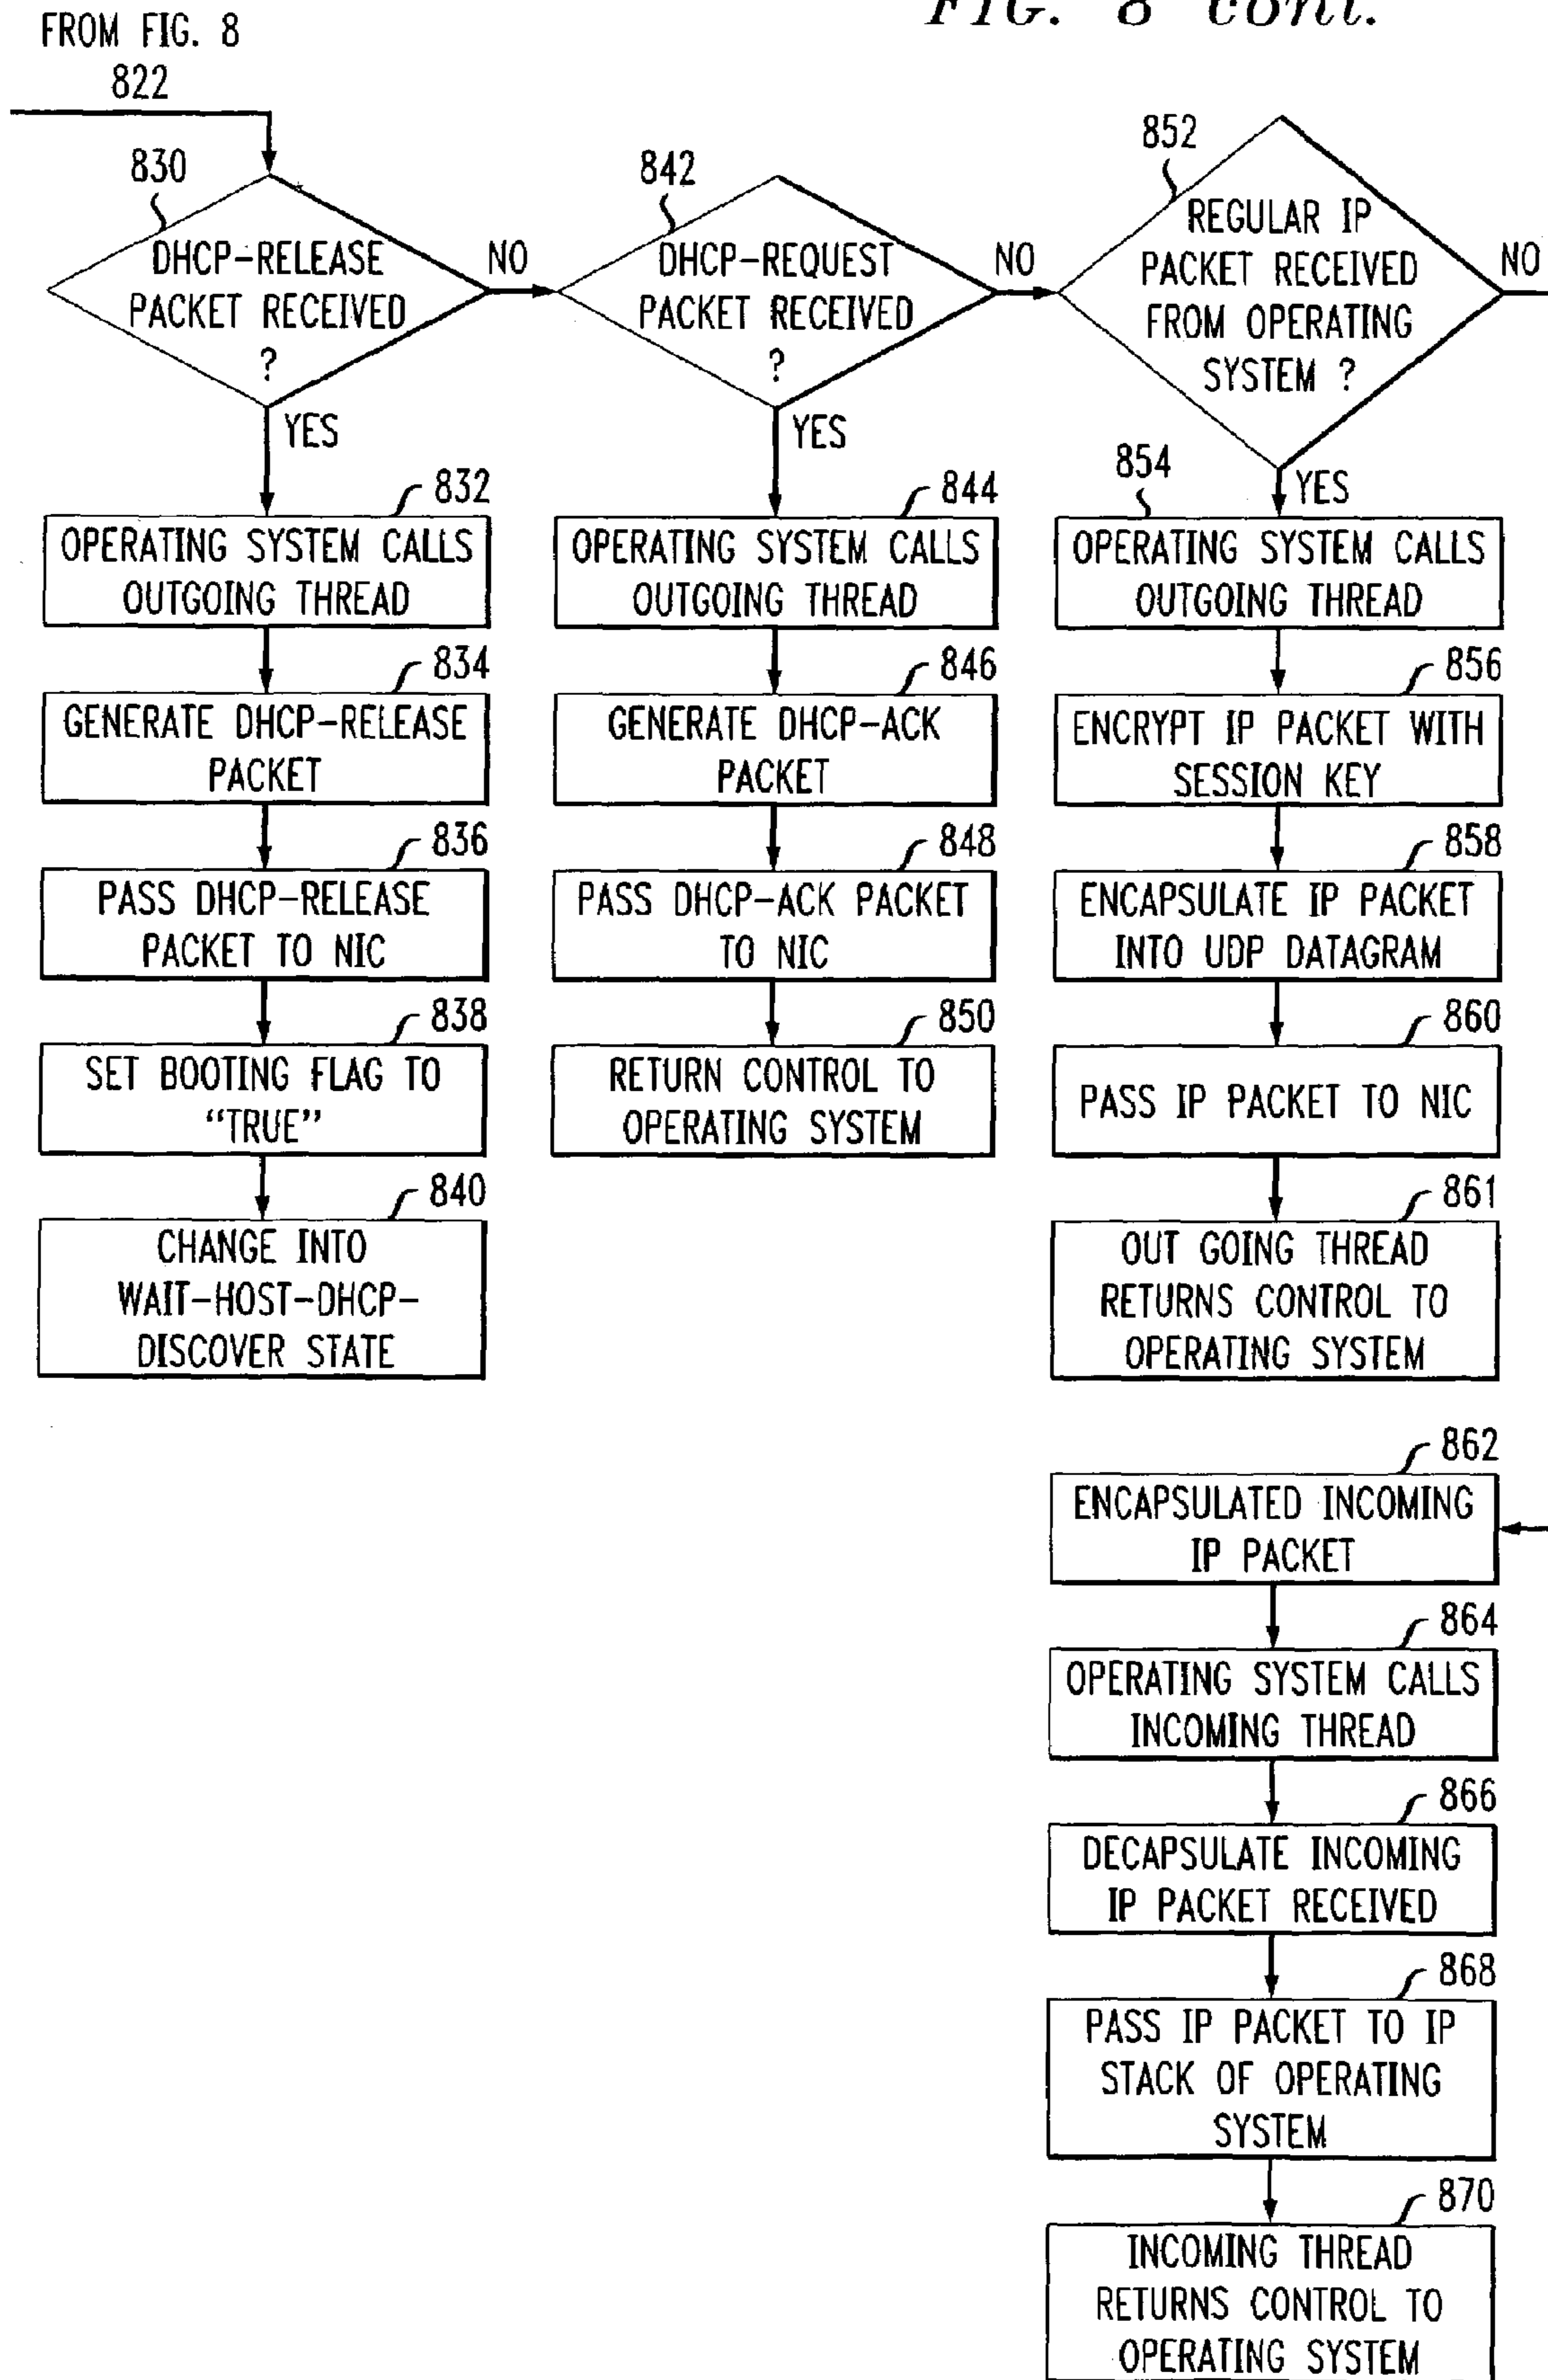 FIG. 8 cont.
FROM FIG. 8
822
830
DHCP-RELEASE
PACKET RECEIVED
?
NO
YES
842
DHCP-REQUEST
PACKET RECEIVED
?
NO
YES
852
REGULAR IP
PACKET RECEIVED
FROM OPERATING
SYSTEM ?
NO
YES
832
OPERATING SYSTEM CALLS
OUTGOING THREAD
834
GENERATE DHCP-RELEASE
PACKET
836
PASS DHCP-RELEASE
PACKET TO NIC
838
SET BOOTING FLAG TO
“TRUE”
840
CHANGE INTO
WAIT-HOST-DHCP-
DISCOVER STATE
844
OPERATING SYSTEM CALLS
OUTGOING THREAD
846
GENERATE DHCP-ACK
PACKET
848
PASS DHCP-ACK PACKET
TO NIC
850
RETURN CONTROL TO
OPERATING SYSTEM
854
OPERATING SYSTEM CALLS
OUTGOING THREAD
856
ENCRYPT IP PACKET WITH
SESSION KEY
858
ENCAPSULATE IP PACKET
INTO UDP DATAGRAM
860
PASS IP PACKET TO NIC
861
OUT GOING THREAD
RETURNS CONTROL TO
OPERATING SYSTEM
862
ENCAPSULATED INCOMING
IP PACKET
864
OPERATING SYSTEM CALLS
INCOMING THREAD
866
DECAPSULATE INCOMING
IP PACKET RECEIVED
868
PASS IP PACKET TO IP
STACK OF OPERATING
SYSTEM
870
INCOMING THREAD
RETURNS CONTROL TO
OPERATING SYSTEM